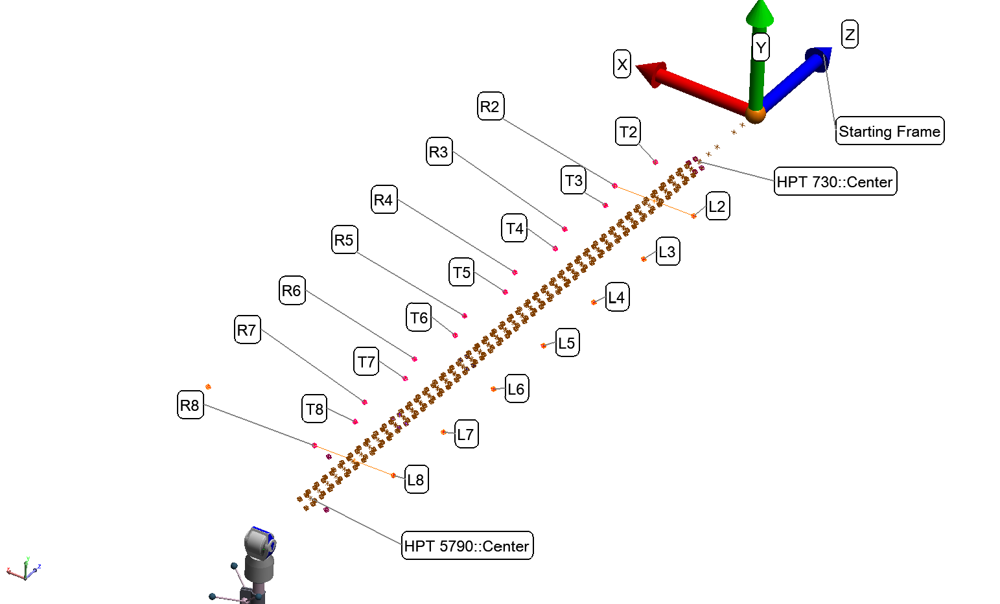 Z
Y
X
R2
T2
Starting Frame
R3
T3
HPT 730::Center
R4
L2
T4
R5
L3
T5
R6
L4
T6
R7
L5
T7
L6
R8
T8
L7
L8
HPT 5790::Center
x
y
z